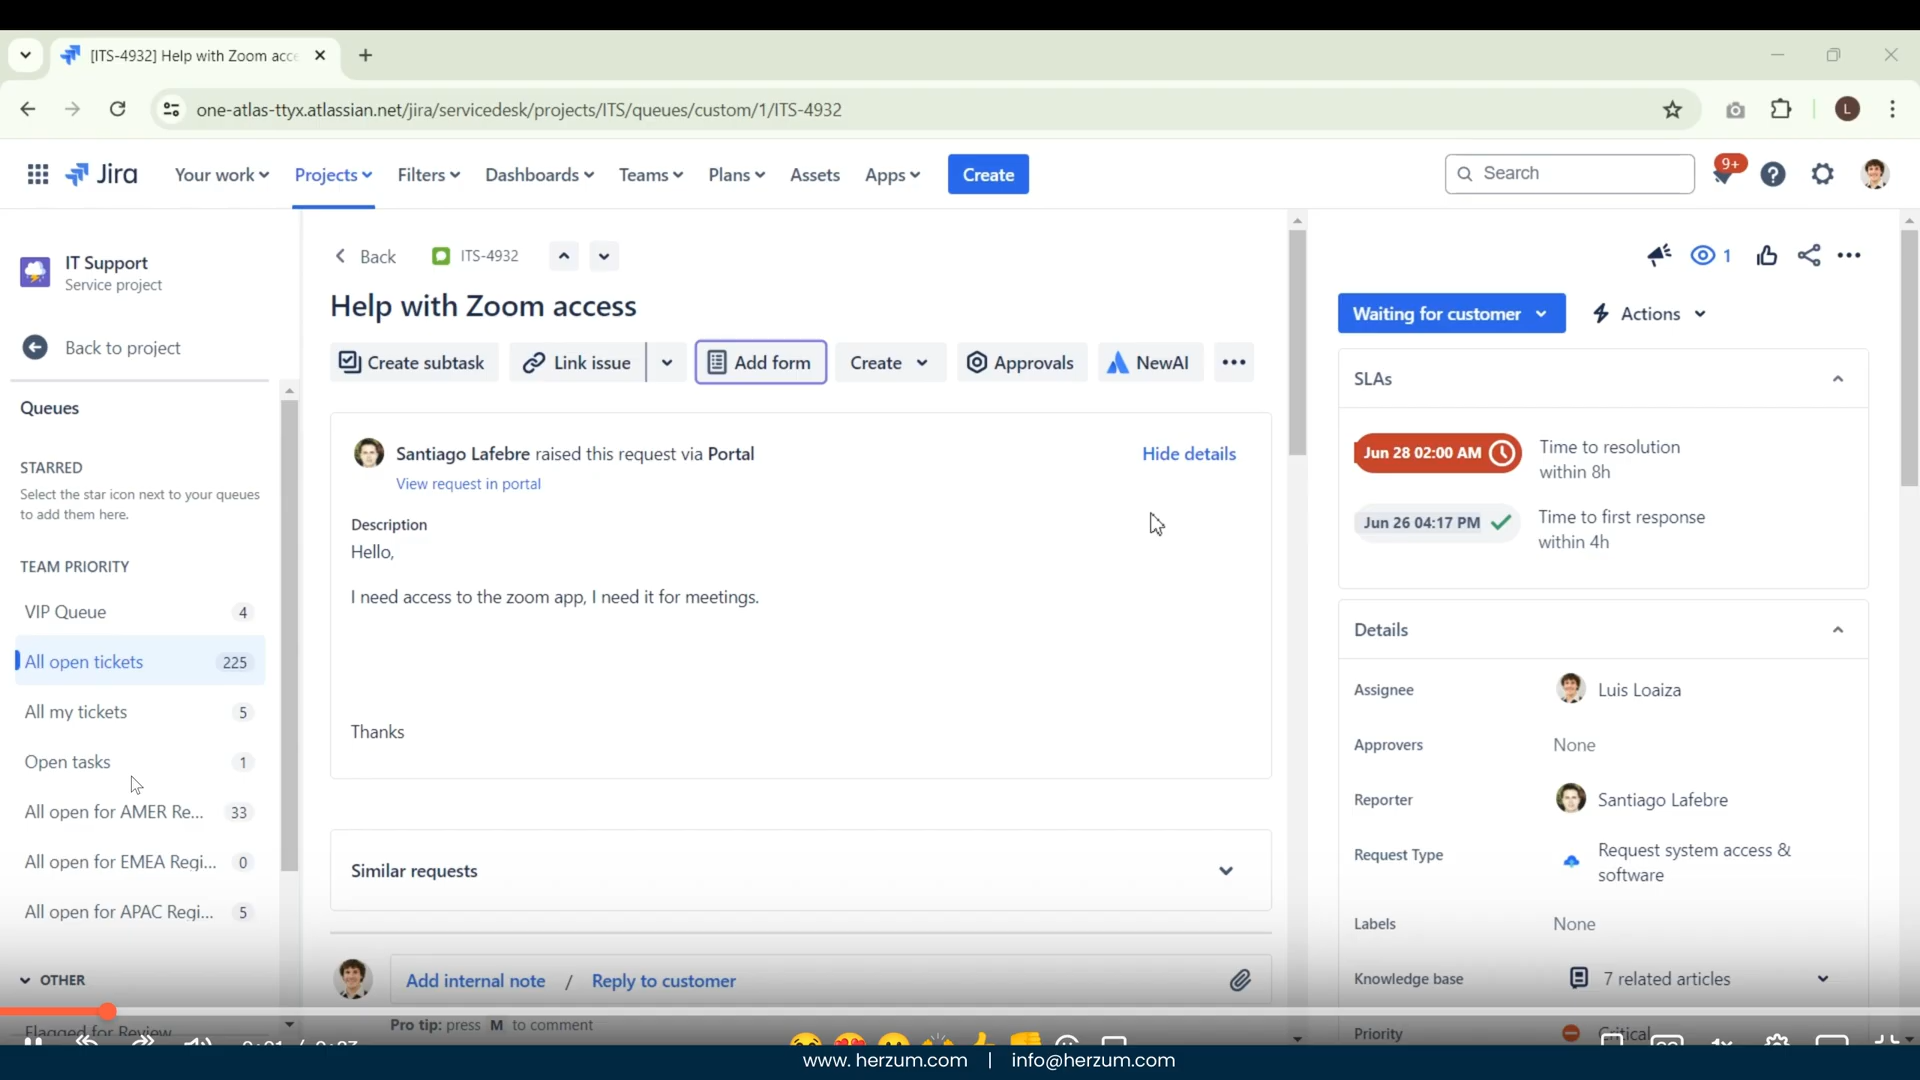 [ITS-4932] Help with Zoom acce
one-atlas-ttyx.atlassian.net/jira/servicedesk/projects/ITS/queues/custom/1/ITS-4932
L
Jira
Your work
Projects
Filters
Dashboards
Teams
Plans
Assets
Apps
Create
Search
9+
IT Support
Service project
Back to project
Queues
STARRED
Select the star icon next to your queues
to add them here.
TEAM PRIORITY
VIP Queue 4
All open tickets 225
All my tickets 5
Open tasks 1
All open for AMER Re... 33
All open for EMEA Regi... 0
All open for APAC Regi... 5
OTHER
Flagged for Review
Back
ITS-4932
Help with Zoom access
Create subtask
Link issue
Add form
Create
Approvals
NewAI
Santiago Lafebre raised this request via Portal
Hide details
View request in portal
Description
Hello,
I need access to the zoom app, I need it for meetings.
Thanks
Similar requests
Add internal note / Reply to customer
Pro tip: press M to comment
1
Waiting for customer
Actions
SLAs
Jun 28 02:00 AM
Time to resolution
within 8h
Jun 26 04:17 PM
Time to first response
within 4h
Details
Assignee
Luis Loaiza
Approvers
None
Reporter
Santiago Lafebre
Request Type
Request system access &
software
Labels
None
Knowledge base
7 related articles
Priority
Critical
www. herzum.com | info@herzum.com